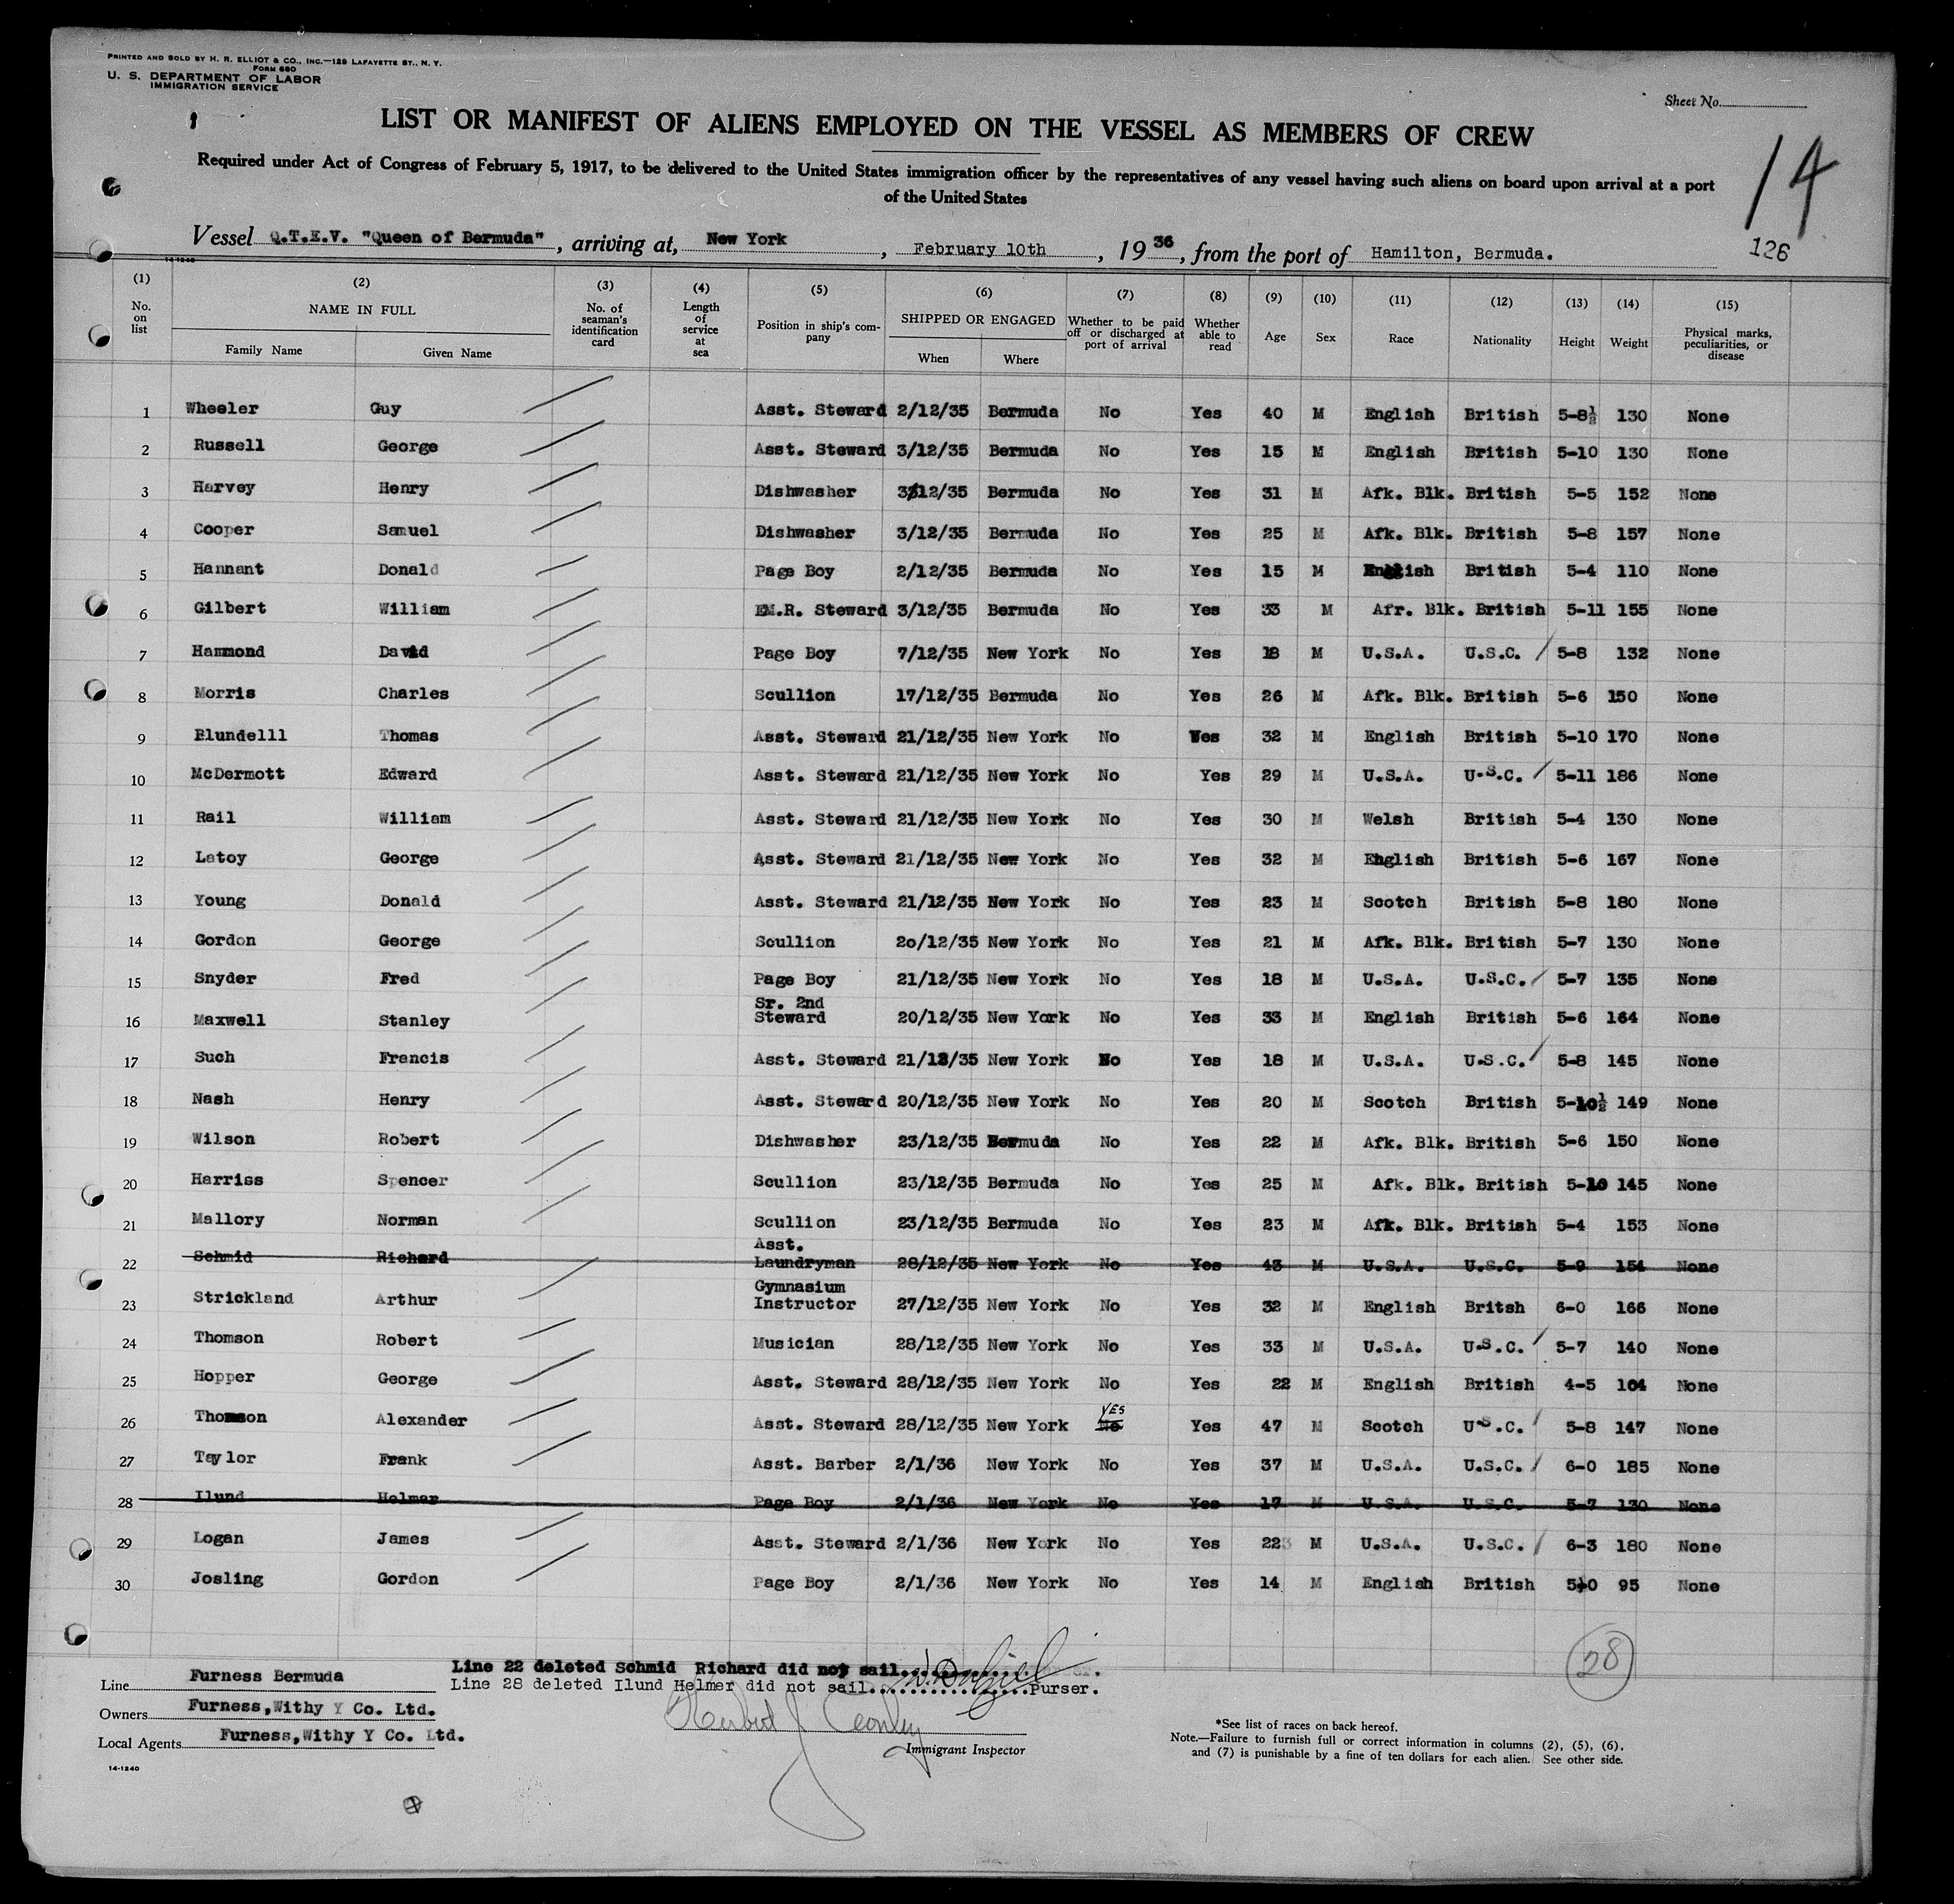 PRINTED AND SOLD BY H. R. ELLIOT & CO., INC.—129 LAFAYETTE ST., N. Y.
FORM 680
U. S. DEPARTMENT OF LABOR
IMMIGRATION SERVICE
Sheet No.
LIST OR MANIFEST OF ALIENS EMPLOYED ON THE VESSEL AS MEMBERS OF CREW
Required under Act of Congress of February 5, 1917, to be delivered to the United States immigration officer by the representatives of any vessel having such aliens on board upon arrival at a port
of the United States
14
Vessel Q.T.E.V. "Queen of Bermuda", arriving at, New York, February 10th, 1936, from the port of Hamilton, Bermuda.
126
14-1240
(1) (2) (3) (4) (5) (6) (7) (8) (9) (10) (11) (12) (13) (14) (15)
No. on list NAME IN FULL Family Name Given Name No. of seaman's identification card Length of service at sea Position in ship's company SHIPPED OR ENGAGED When Where Whether to be paid off or discharged at port of arrival Whether able to read Age Sex Race Nationality Height Weight Physical marks, peculiarities, or disease
1 Wheeler Guy Asst. Steward 2/12/35 Bermuda No Yes 40 M English British 5-8½ 130 None
2 Russell George Asst. Steward 3/12/35 Bermuda No Yes 15 M English British 5-10 130 None
3 Harvey Henry Dishwasher 3/12/35 Bermuda No Yes 31 M Afk. Blk. British 5-5 152 None
4 Cooper Samuel Dishwasher 3/12/35 Bermuda No Yes 25 M Afk. Blk. British 5-8 157 None
5 Hannant Donald Page Boy 2/12/35 Bermuda No Yes 15 M English British 5-4 110 None
6 Gilbert William EM.R. Steward 3/12/35 Bermuda No Yes 33 M Afr. Blk. British 5-11 155 None
7 Hammond David Page Boy 7/12/35 New York No Yes 18 M U.S.A. U.S.C. 5-8 132 None
8 Morris Charles Scullion 17/12/35 Bermuda No Yes 26 M Afk. Blk. British 5-6 150 None
9 Blundelll Thomas Asst. Steward 21/12/35 New York No Yes 32 M English British 5-10 170 None
10 McDermott Edward Asst. Steward 21/12/35 New York No Yes 29 M U.S.A. U.S.C. 5-11 186 None
11 Rail William Asst. Steward 21/12/35 New York No Yes 30 M Welsh British 5-4 130 None
12 Latoy George Asst. Steward 21/12/35 New York No Yes 32 M English British 5-6 167 None
13 Young Donald Asst. Steward 21/12/35 New York No Yes 23 M Scotch British 5-8 180 None
14 Gordon George Scullion 20/12/35 New York No Yes 21 M Afk. Blk. British 5-7 130 None
15 Snyder Fred Page Boy 21/12/35 New York No Yes 18 M U.S.A. U.S.C. 5-7 135 None
16 Maxwell Stanley Sr. 2nd Steward 20/12/35 New York No Yes 33 M English British 5-6 164 None
17 Such Francis Asst. Steward 21/12/35 New York No Yes 18 M U.S.A. U.S.C. 5-8 145 None
18 Nash Henry Asst. Steward 20/12/35 New York No Yes 20 M Scotch British 5-10½ 149 None
19 Wilson Robert Dishwasher 23/12/35 Bermuda No Yes 22 M Afk. Blk. British 5-6 150 None
20 Harriss Spencer Scullion 23/12/35 Bermuda No Yes 25 M Afk. Blk. British 5-10 145 None
21 Mallory Norman Scullion 23/12/35 Bermuda No Yes 23 M Afk. Blk. British 5-4 153 None
22 Schmid Richard Asst. Laundryman 28/12/35 New York No Yes 43 M U.S.A. U.S.C. 5-9 154 None
23 Strickland Arthur Gymnasium Instructor 27/12/35 New York No Yes 32 M English Britsh 6-0 166 None
24 Thomson Robert Musician 28/12/35 New York No Yes 33 M U.S.A. U.S.C. 5-7 140 None
25 Hopper George Asst. Steward 28/12/35 New York No Yes 22 M English British 4-5 104 None
26 Thomson Alexander Asst. Steward 28/12/35 New York No YES Yes 47 M Scotch U.S.C. 5-8 147 None
27 Taylor Frank Asst. Barber 2/1/36 New York No Yes 37 M U.S.A. U.S.C. 6-0 185 None
28 Ilund Helmer Page Boy 2/1/36 New York No Yes 17 M U.S.A. U.S.C. 5-7 130 None
29 Logan James Asst. Steward 2/1/36 New York No Yes 22 M U.S.A. U.S.C. 6-3 180 None
30 Josling Gordon Page Boy 2/1/36 New York No Yes 14 M English British 5-0 95 None
28
Line Furness Bermuda
Owners Furness,Withy Y Co. Ltd.
Local Agents Furness,Withy Y Co. Ltd.
14-1240
Line 22 deleted Schmid Richard did not sail
Line 28 deleted Ilund Helmer did not sail Purser.
Immigrant Inspector
*See list of races on back hereof.
Note.—Failure to furnish full or correct information in columns (2), (5), (6),
and (7) is punishable by a fine of ten dollars for each alien. See other side.